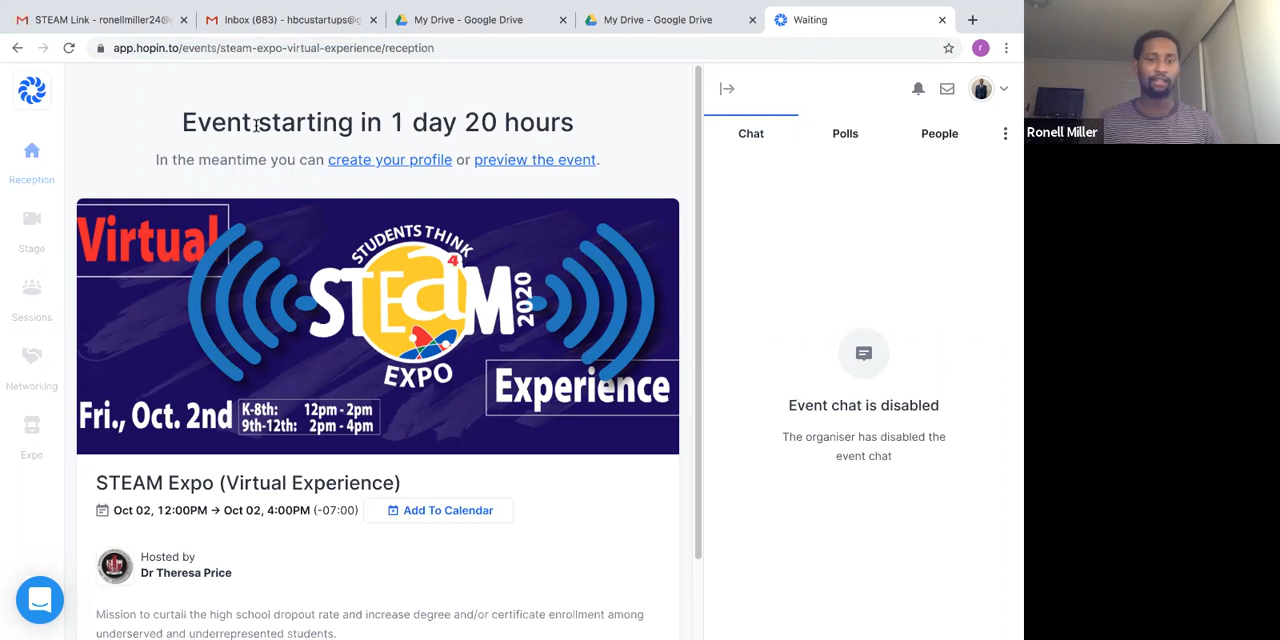 STEAM Link - ronellmiller24@g
Inbox (683) - hbcustartups@g
My Drive - Google Drive
My Drive - Google Drive
Waiting
app.hopin.to/events/steam-expo-virtual-experience/reception
r
Reception
Stage
Sessions
Networking
Expo
Event starting in 1 day 20 hours
In the meantime you can create your profile or preview the event.
Virtual
STUDENTS THINK
4
STEaM
2020
EXPO
Experience
Fri., Oct. 2nd
K-8th: 12pm - 2pm
9th-12th: 2pm - 4pm
STEAM Expo (Virtual Experience)
Oct 02, 12:00PM → Oct 02, 4:00PM (-07:00)
Add To Calendar
Hosted by
Dr Theresa Price
Mission to curtail the high school dropout rate and increase degree and/or certificate enrollment among
underserved and underrepresented students.
Chat
Polls
People
Event chat is disabled
The organiser has disabled the
event chat
Ronell Miller